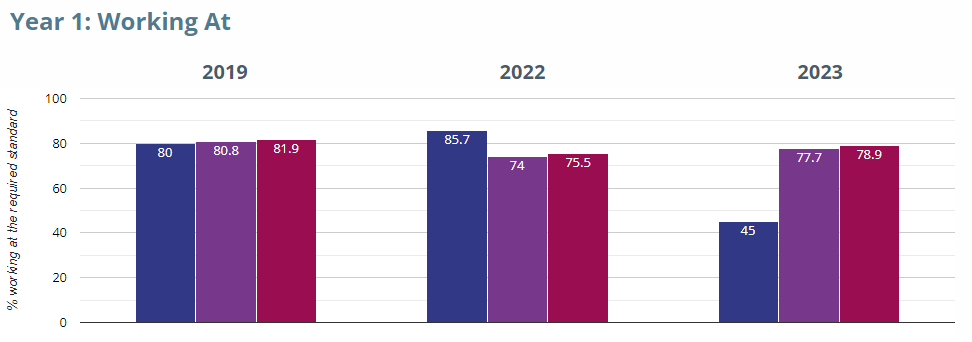 Year 1: Working At
2019 2022 2023
% working at the required standard
100
80
60
40
20
0
80 80.8 81.9
85.7 74 75.5
45 77.7 78.9